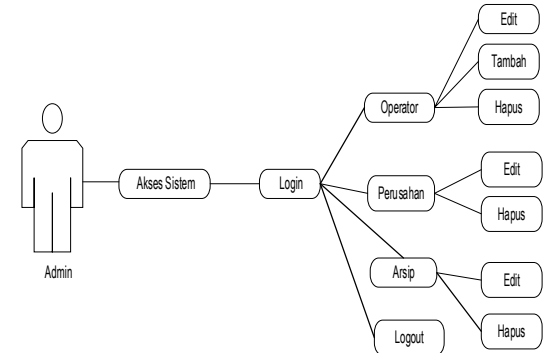 Edit
Tambah
Operator
Hapus
Akses Sistem
Login
Edit
Perusahan
Hapus
Admin
Arsip
Edit
Logout
Hapus